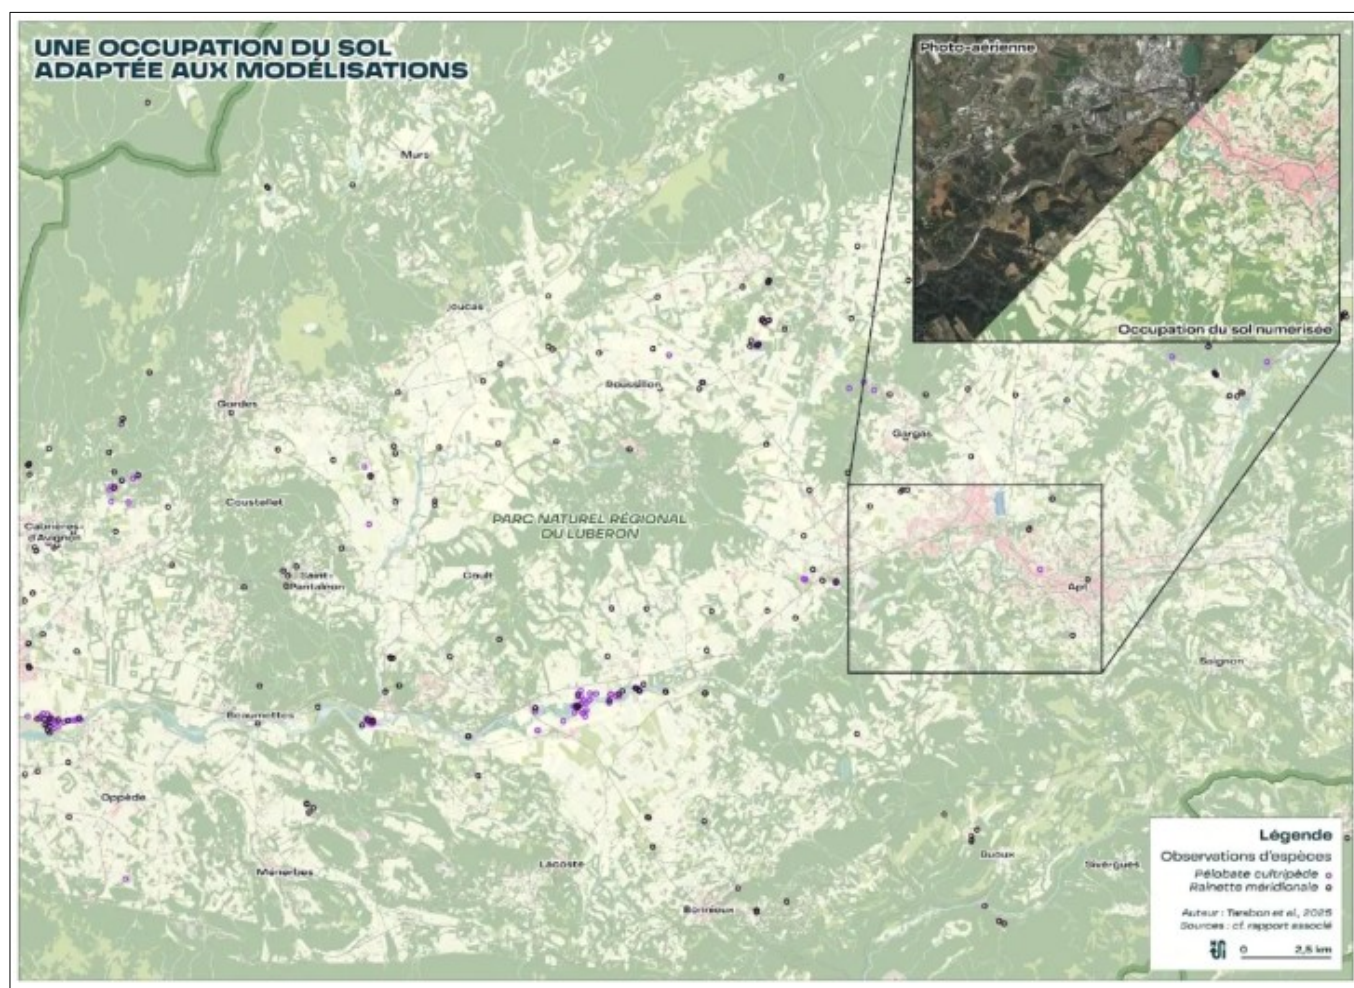 UNE OCCUPATION DU SOL
ADAPTÉE AUX MODÉLISATIONS
Photo-aérienne
Occupation du sol numérisée
Murs
Joucas
Gordes
Roussillon
Gargas
Coustellet
Cabrières-
d'Avignon
PARC NATUREL RÉGIONAL
DU LUBERON
Saint-
Pantaléon
Goult
Apt
Saignon
Beaumettes
Oppède
Ménerbes
Lacoste
Bonnieux
Buoux
Sivergues
Légende
Observations d'espèces
Pélobate cultripède
Rainette méridionale
Auteur : Tarabon et al., 2025
Sources : cf. rapport associé
0 2,5 km